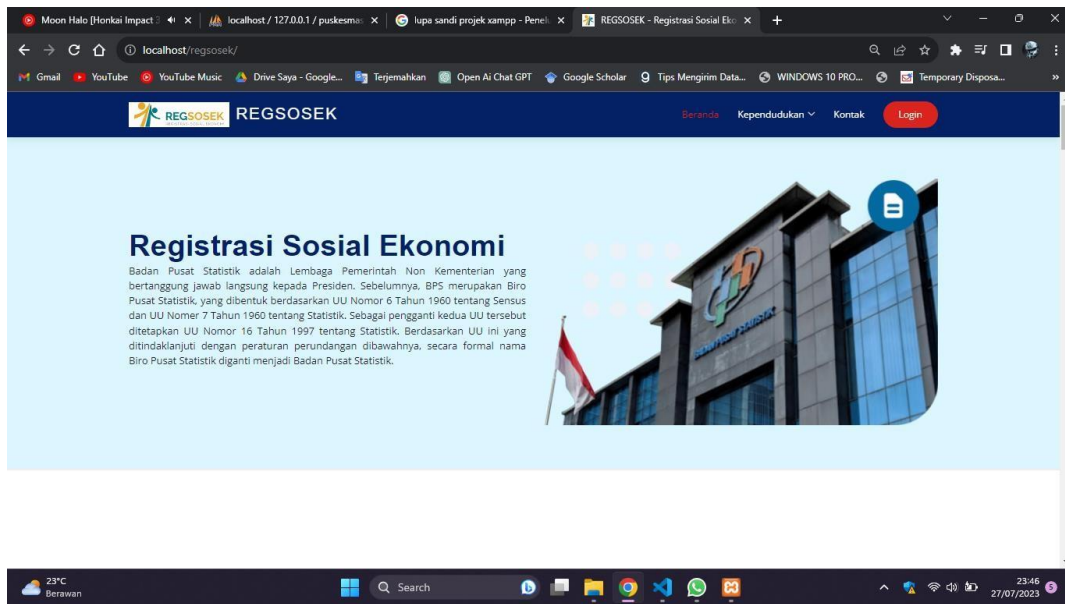 Moon Halo [Honkai Impact 3
localhost / 127.0.0.1 / puskesmas
lupa sandi projek xampp - Penelu
REGSOSEK - Registrasi Sosial Eko
localhost/regsosek/
Gmail
YouTube
YouTube Music
Drive Saya - Google...
Terjemahkan
Open Ai Chat GPT
Google Scholar
Tips Mengirim Data...
WINDOWS 10 PRO...
Temporary Disposa...
»
REGSOSEK
REGSOSEK
Beranda
Kependudukan
Kontak
Login
Registrasi Sosial Ekonomi
Badan Pusat Statistik adalah Lembaga Pemerintah Non Kementerian yang
bertanggung jawab langsung kepada Presiden. Sebelumnya, BPS merupakan Biro
Pusat Statistik, yang dibentuk berdasarkan UU Nomor 6 Tahun 1960 tentang Sensus
dan UU Nomer 7 Tahun 1960 tentang Statistik. Sebagai pengganti kedua UU tersebut
ditetapkan UU Nomor 16 Tahun 1997 tentang Statistik. Berdasarkan UU ini yang
ditindaklanjuti dengan peraturan perundangan dibawahnya, secara formal nama
Biro Pusat Statistik diganti menjadi Badan Pusat Statistik.
BADAN PUSAT STATISTIK
23°C
Berawan
Search
23:46
27/07/2023
5